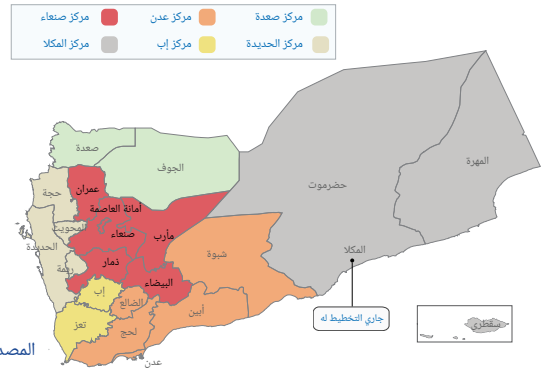 مركز صعدة
مركز عدن
مركز صنعاء
مركز الحديدة
مركز إب
مركز المكلا
صعدة
الجوف
المهرة
حضرموت
حجة
عمران
أمانة العاصمة
المحويت
صنعاء
مأرب
الحديدة
ريمة
ذمار
شبوة
المكلا
البيضاء
إب
الضالع
أبين
تعز
لحج
عدن
جاري التخطيط له
سقطرى
المصد